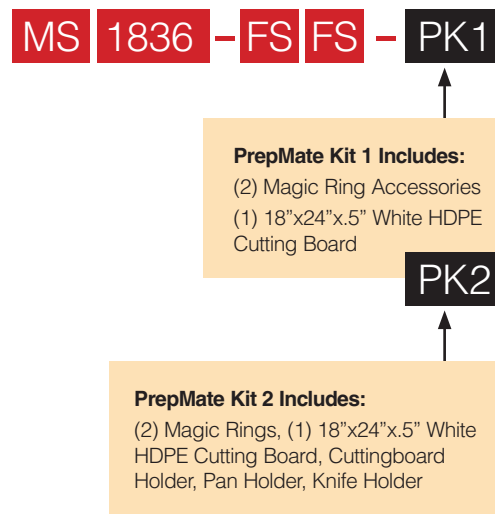 MS 1836 – FS FS – PK1
PrepMate Kit 1 Includes:
(2) Magic Ring Accessories
(1) 18”x24”x.5” White HDPE
Cutting Board
PK2
PrepMate Kit 2 Includes:
(2) Magic Rings, (1) 18”x24”x.5” White
HDPE Cutting Board, Cuttingboard
Holder, Pan Holder, Knife Holder